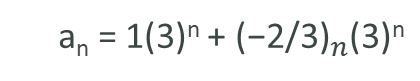 aₙ = 1(3)ⁿ + (−2/3)ₙ(3)ⁿ